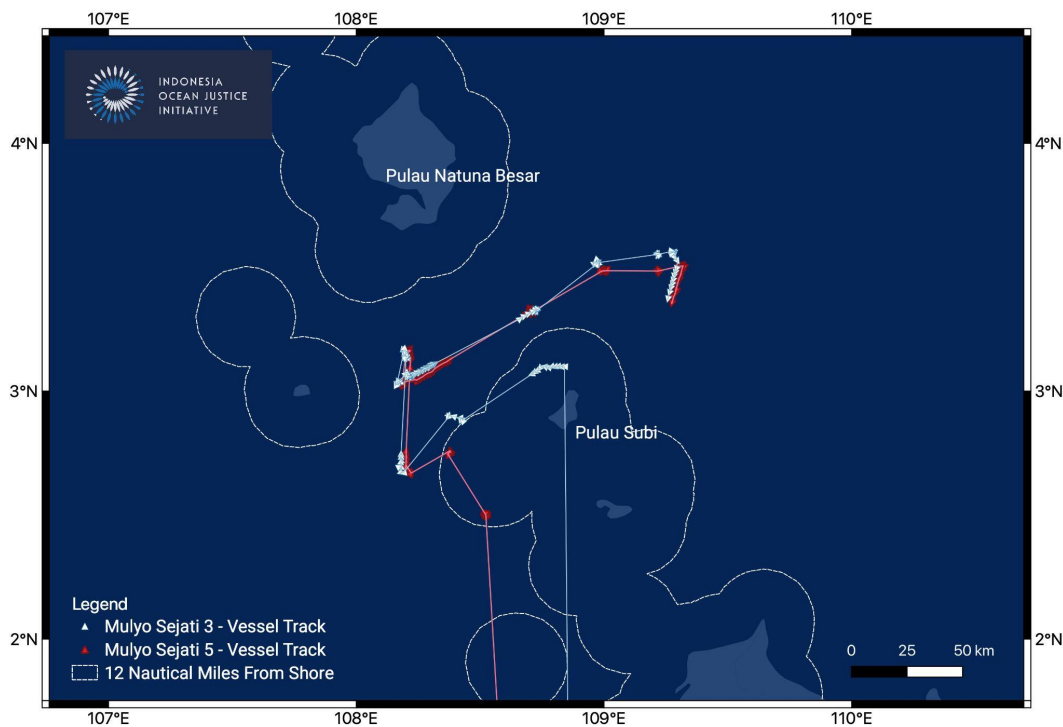 107°E 108°E 109°E 110°E
INDONESIA
OCEAN JUSTICE
INITIATIVE
4°N 4°N
Pulau Natuna Besar
3°N 3°N
Pulau Subi
Legend
Mulyo Sejati 3 - Vessel Track
Mulyo Sejati 5 - Vessel Track
12 Nautical Miles From Shore
2°N 2°N
0 25 50 km
107°E 108°E 109°E 110°E